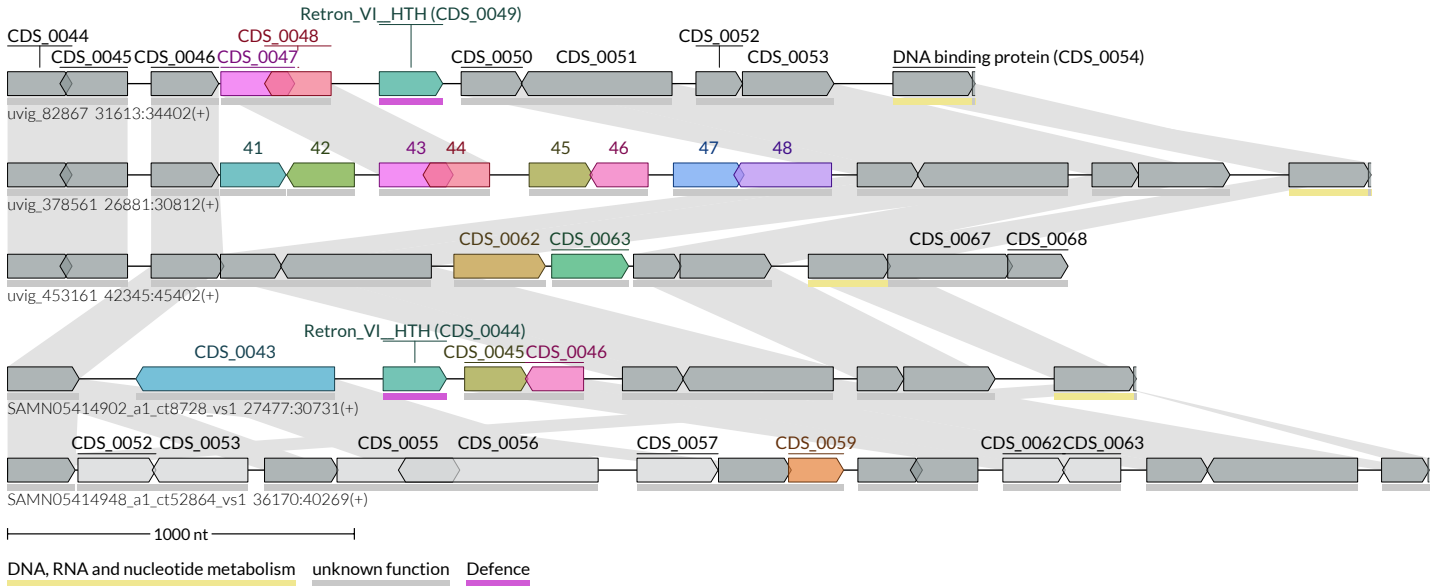 Retron_VI__HTH (CDS_0049)
CDS_0044 CDS_0048 CDS_0052
CDS_0045 CDS_0046 CDS_0047 CDS_0050 CDS_0051 CDS_0053 DNA binding protein (CDS_0054)
uvig_82867 31613:34402(+)
41 42 43 44 45 46 47 48
uvig_378561 26881:30812(+)
CDS_0062 CDS_0063 CDS_0067 CDS_0068
uvig_453161 42345:45402(+)
Retron_VI__HTH (CDS_0044)
CDS_0043 CDS_0045 CDS_0046
SAMN05414902_a1_ct8728_vs1 27477:30731(+)
CDS_0052 CDS_0053 CDS_0055 CDS_0056 CDS_0057 CDS_0059 CDS_0062 CDS_0063
SAMN05414948_a1_ct52864_vs1 36170:40269(+)
1000 nt
DNA, RNA and nucleotide metabolism unknown function Defence